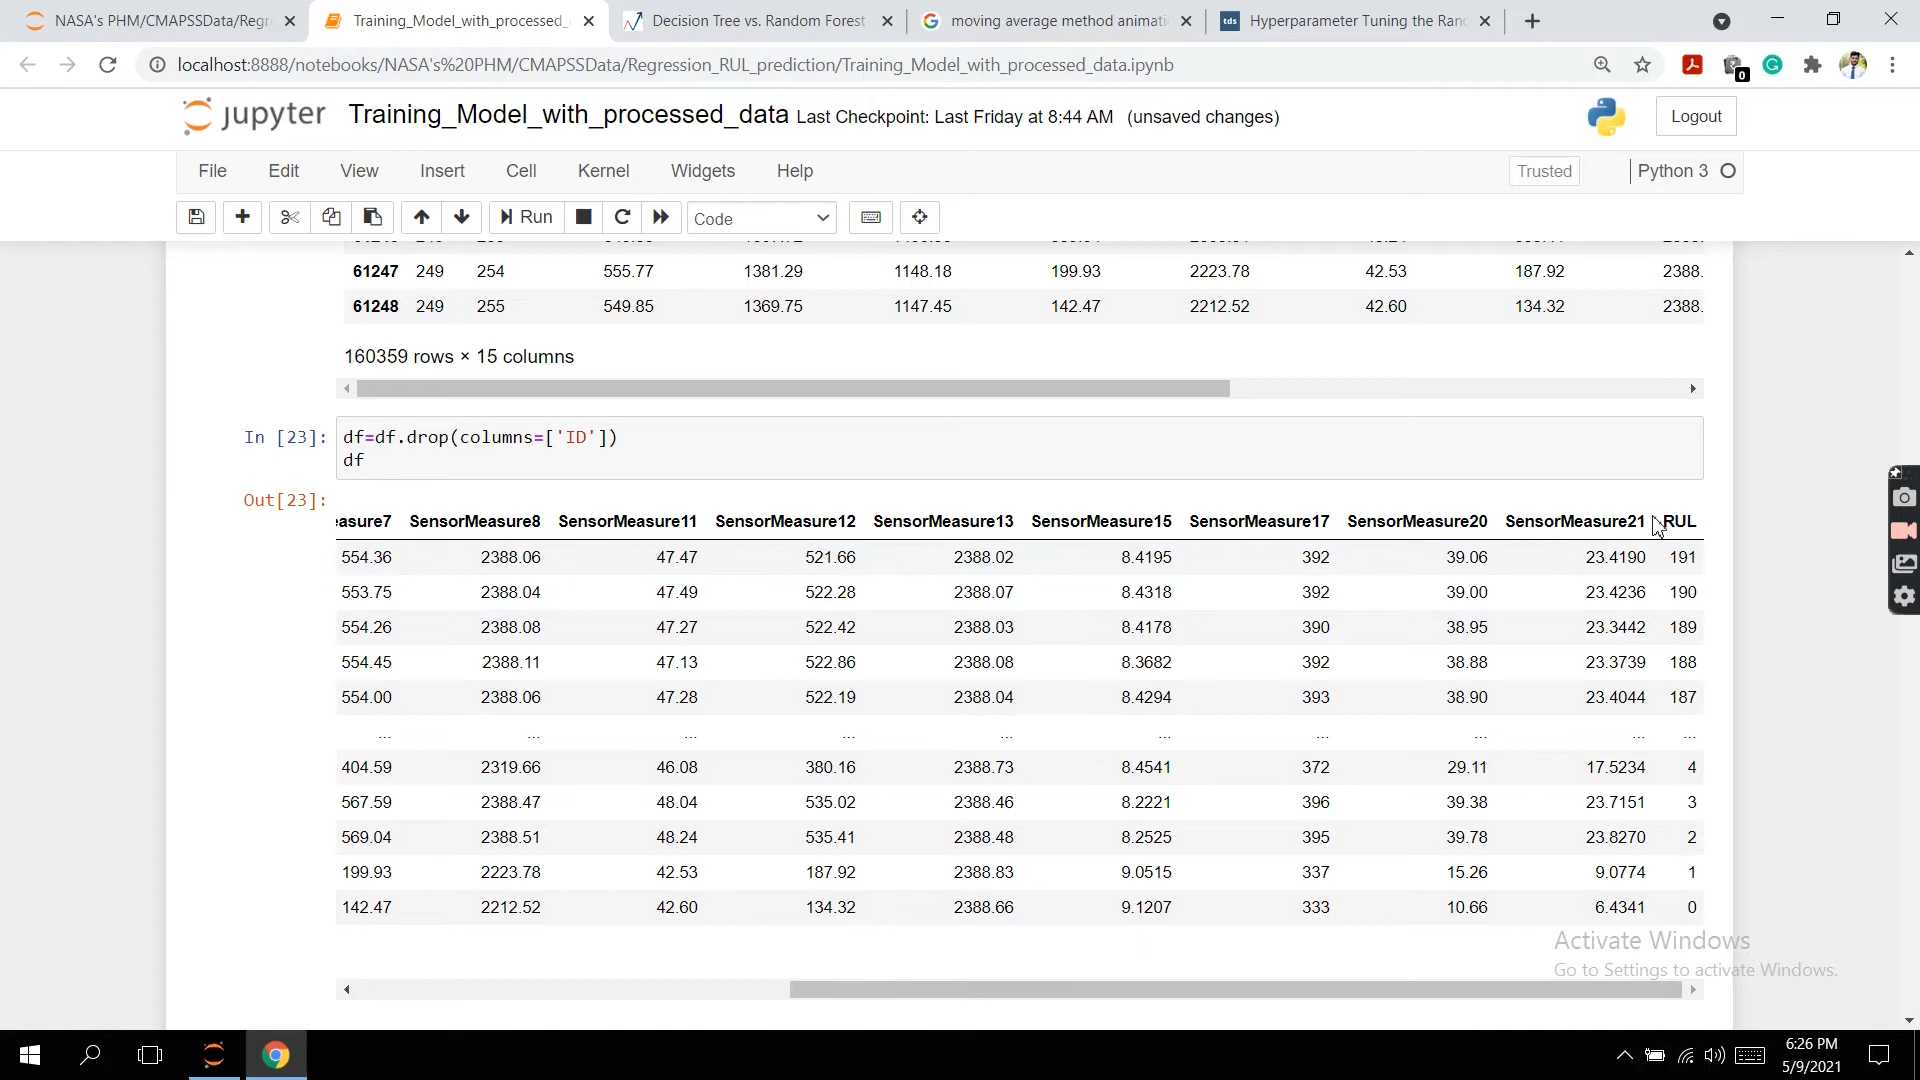 NASA's PHM/CMAPSSData/Regre
Training_Model_with_processed_
Decision Tree vs. Random Forest
moving average method animati
tds Hyperparameter Tuning the Ran
localhost:8888/notebooks/NASA's%20PHM/CMAPSSData/Regression_RUL_prediction/Training_Model_with_processed_data.ipynb
0
jupyter Training_Model_with_processed_data Last Checkpoint: Last Friday at 8:44 AM (unsaved changes)
Logout
File Edit View Insert Cell Kernel Widgets Help
Trusted Python 3
Run Code
61247 249 254 555.77 1381.29 1148.18 199.93 2223.78 42.53 187.92 2388.
61248 249 255 549.85 1369.75 1147.45 142.47 2212.52 42.60 134.32 2388.
160359 rows × 15 columns
In [23]: df=df.drop(columns=['ID'])
df
Out[23]:
easure7 SensorMeasure8 SensorMeasure11 SensorMeasure12 SensorMeasure13 SensorMeasure15 SensorMeasure17 SensorMeasure20 SensorMeasure21 RUL
554.36 2388.06 47.47 521.66 2388.02 8.4195 392 39.06 23.4190 191
553.75 2388.04 47.49 522.28 2388.07 8.4318 392 39.00 23.4236 190
554.26 2388.08 47.27 522.42 2388.03 8.4178 390 38.95 23.3442 189
554.45 2388.11 47.13 522.86 2388.08 8.3682 392 38.88 23.3739 188
554.00 2388.06 47.28 522.19 2388.04 8.4294 393 38.90 23.4044 187
... ... ... ... ... ... ... ... ... ...
404.59 2319.66 46.08 380.16 2388.73 8.4541 372 29.11 17.5234 4
567.59 2388.47 48.04 535.02 2388.46 8.2221 396 39.38 23.7151 3
569.04 2388.51 48.24 535.41 2388.48 8.2525 395 39.78 23.8270 2
199.93 2223.78 42.53 187.92 2388.83 9.0515 337 15.26 9.0774 1
142.47 2212.52 42.60 134.32 2388.66 9.1207 333 10.66 6.4341 0
Activate Windows
Go to Settings to activate Windows.
6:26 PM
5/9/2021